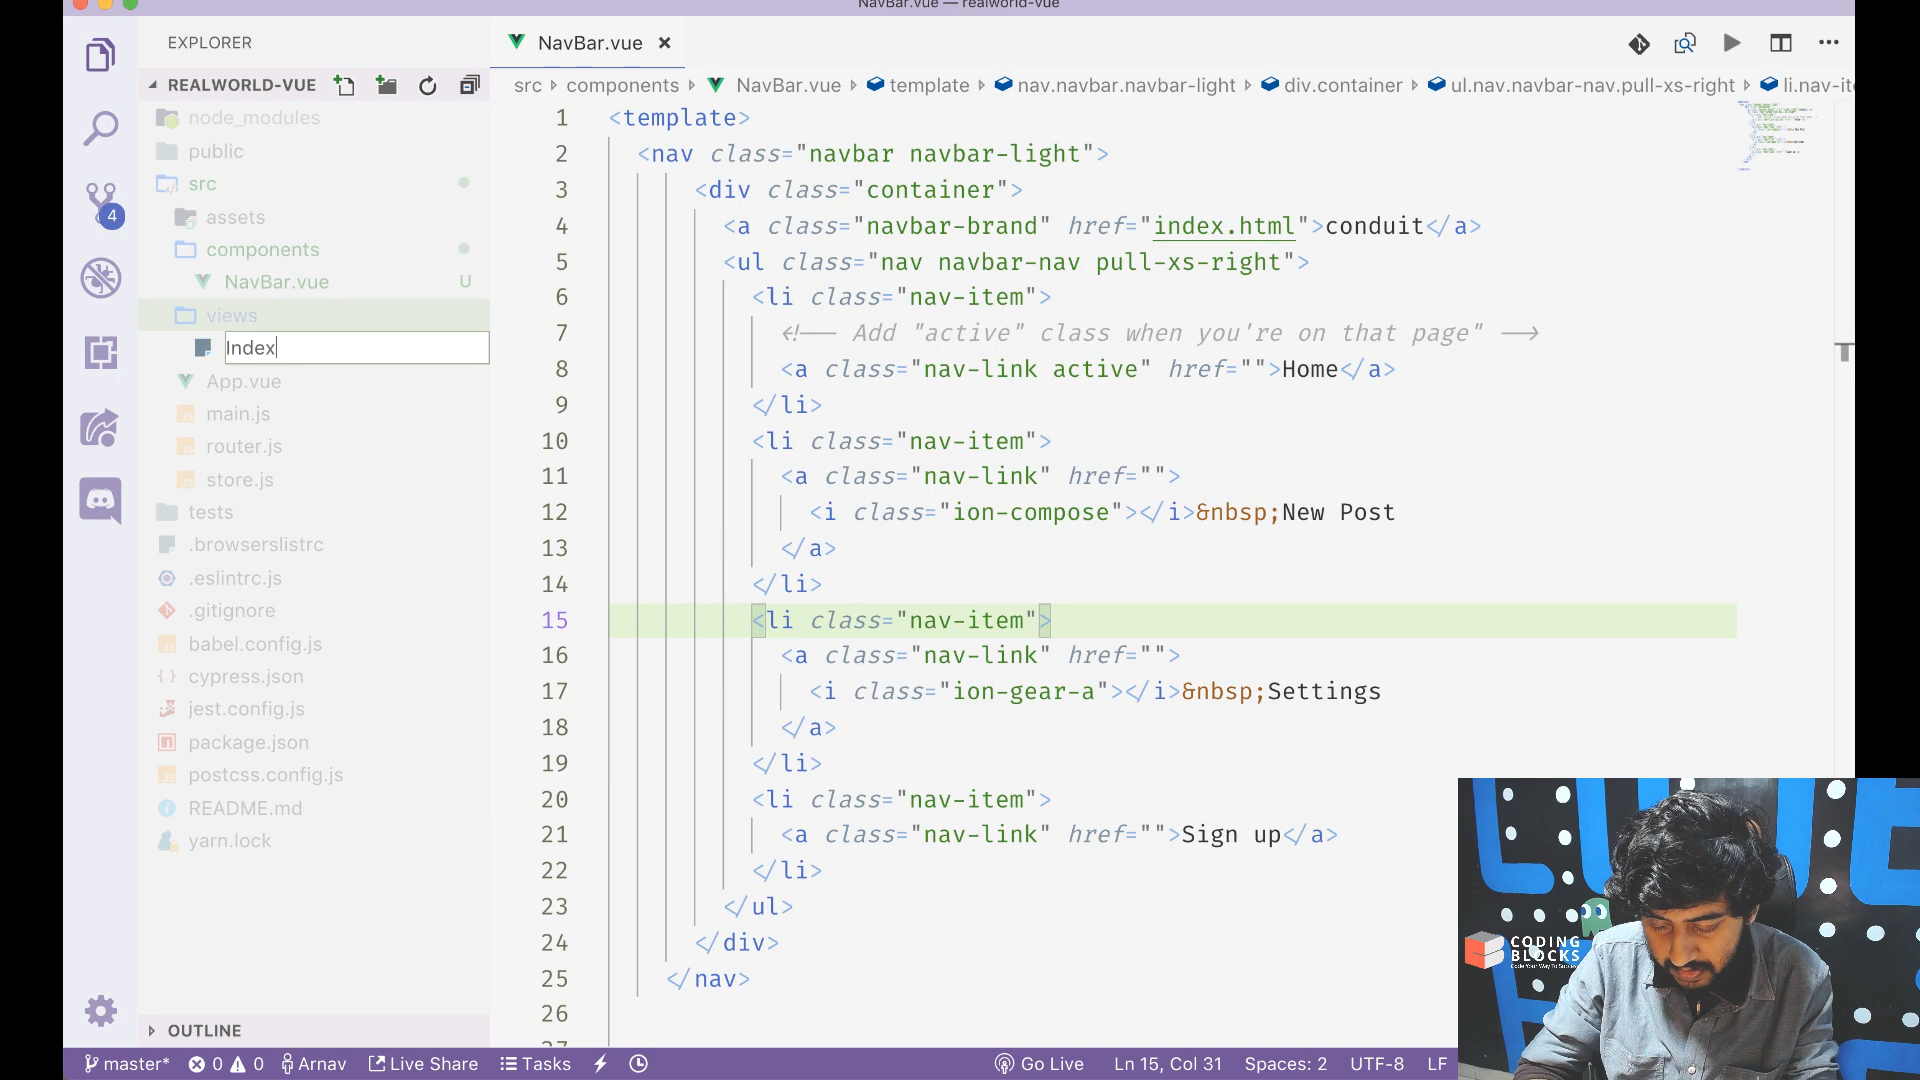 NavBar.vue — realworld-vue
EXPLORER
NavBar.vue ×
REALWORLD-VUE
src components NavBar.vue template nav.navbar.navbar-light div.container ul.nav.navbar-nav.pull-xs-right li.nav-ite
node_modules
public
src
assets
components
NavBar.vue U
views
Index
App.vue
main.js
router.js
store.js
tests
.browserslistrc
.eslintrc.js
.gitignore
babel.config.js
cypress.json
jest.config.js
package.json
postcss.config.js
README.md
yarn.lock
OUTLINE
4
1 <template>
2 <nav class="navbar navbar-light">
3 <div class="container">
4 <a class="navbar-brand" href="index.html">conduit</a>
5 <ul class="nav navbar-nav pull-xs-right">
6 <li class="nav-item">
7 <!-- Add "active" class when you're on that page" -->
8 <a class="nav-link active" href="">Home</a>
9 </li>
10 <li class="nav-item">
11 <a class="nav-link" href="">
12 <i class="ion-compose"></i>&nbsp;New Post
13 </a>
14 </li>
15 <li class="nav-item">
16 <a class="nav-link" href="">
17 <i class="ion-gear-a"></i>&nbsp;Settings
18 </a>
19 </li>
20 <li class="nav-item">
21 <a class="nav-link" href="">Sign up</a>
22 </li>
23 </ul>
24 </div>
25 </nav>
26
CODING
BLOCKS
Code Your Way To Success
master* 0 0 Arnav Live Share Tasks Go Live Ln 15, Col 31 Spaces: 2 UTF-8 LF